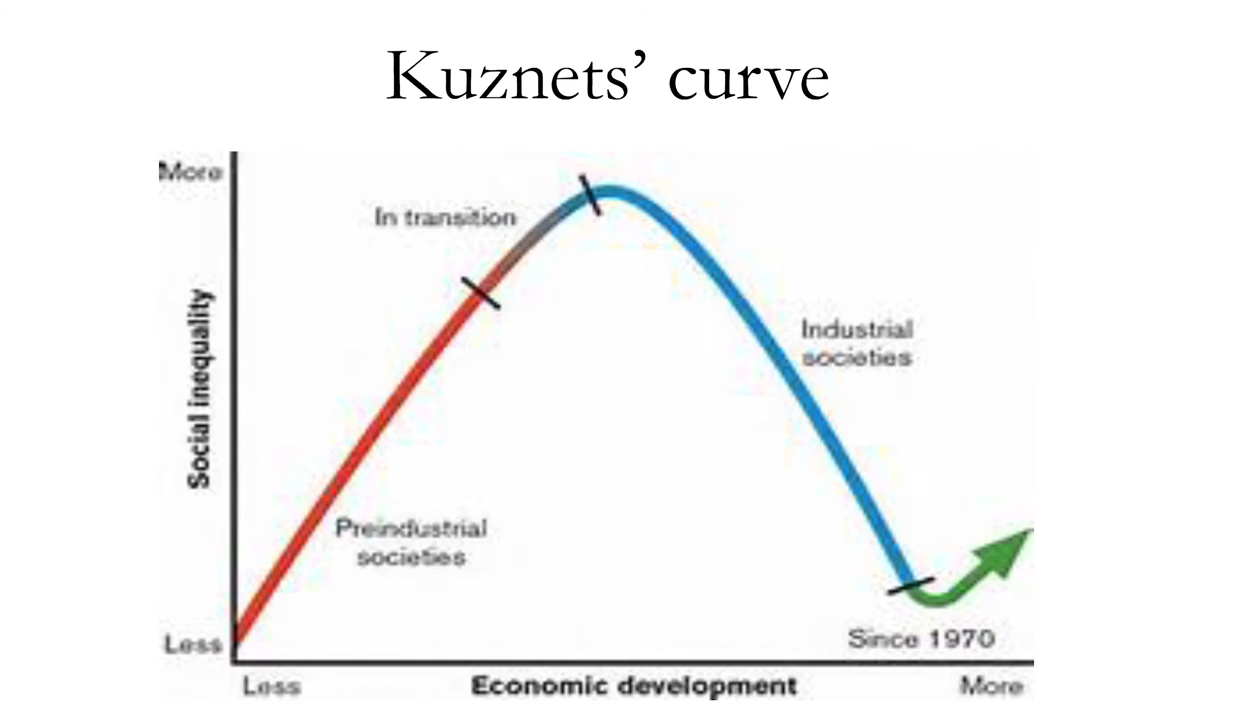 Kuznets’ curve
More
In transition
Social inequality
Industrial
societies
Preindustrial
societies
Since 1970
Less
Less
Economic development
More